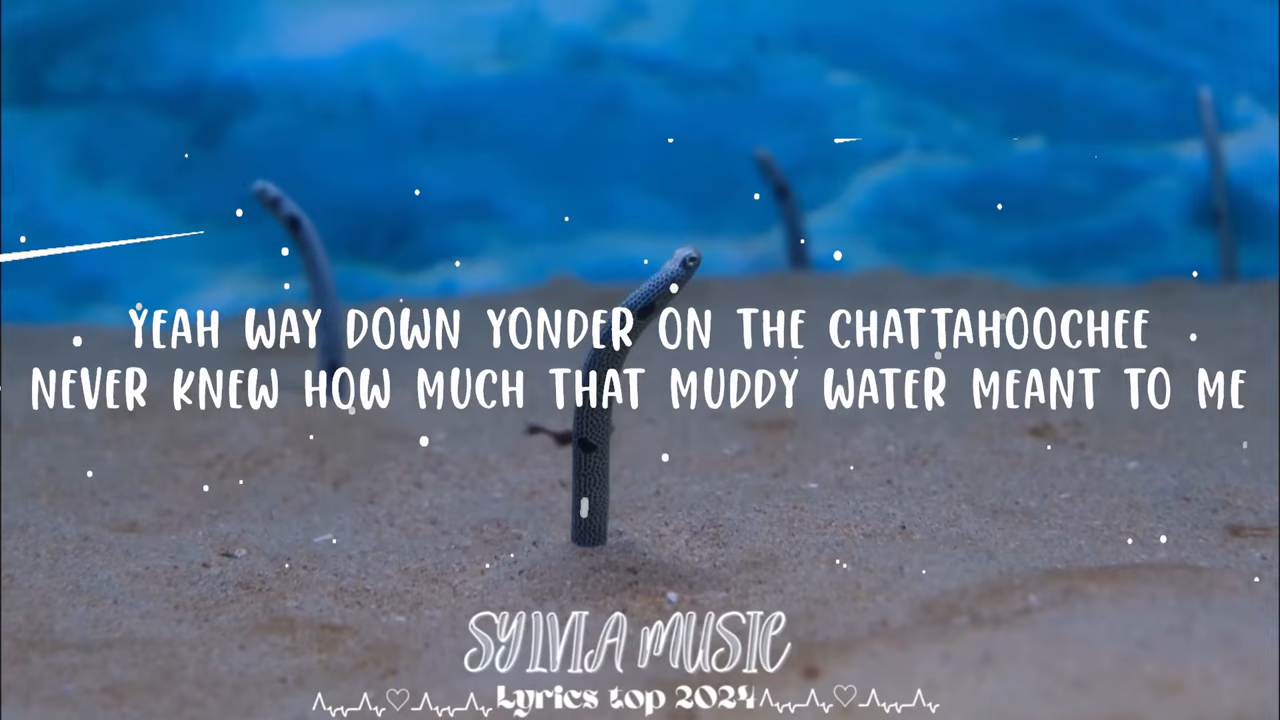 YEAH WAY DOWN YONDER ON THE CHATTAHOOCHEE
NEVER KNEW HOW MUCH THAT MUDDY WATER MEANT TO ME
SYLVIA MUSIC
Lyrics top 2024